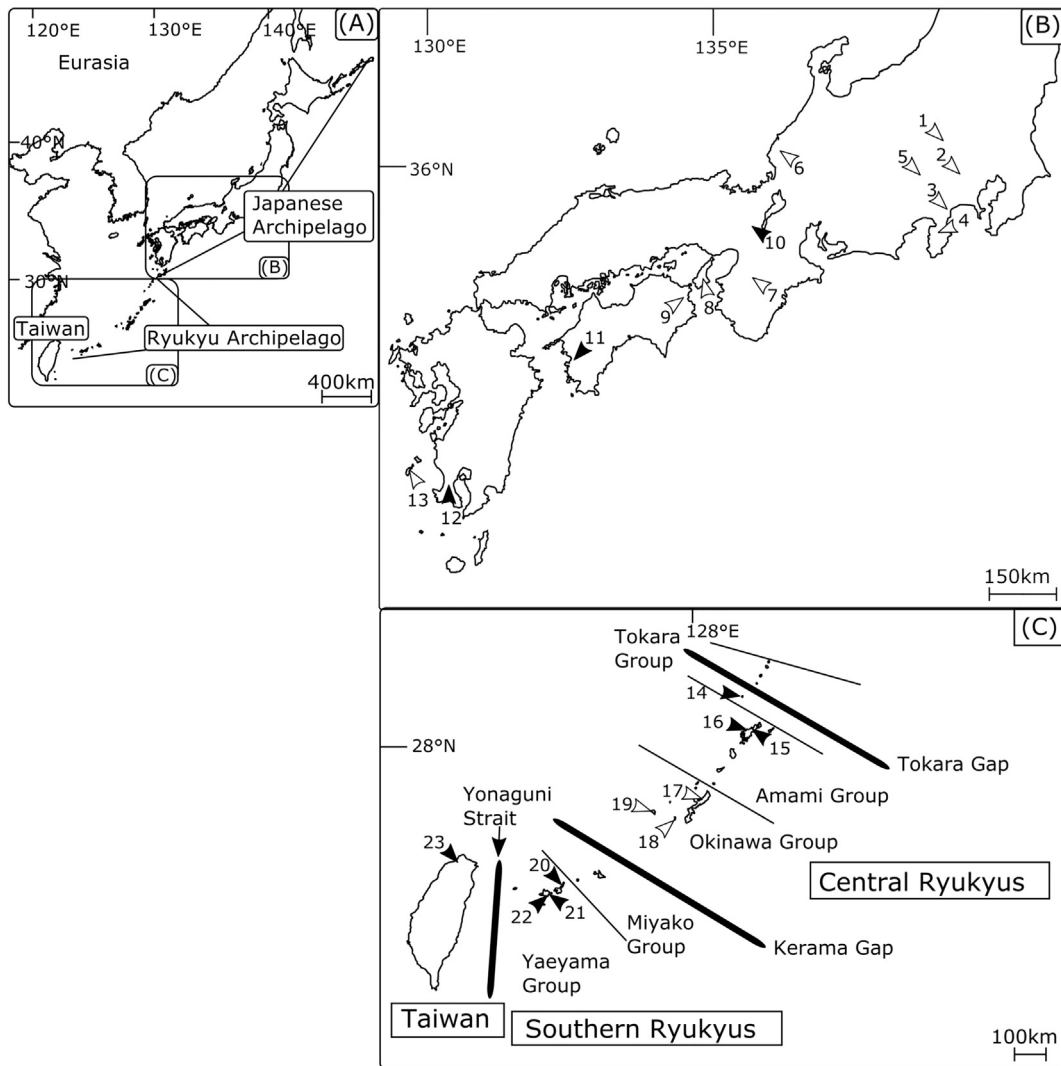 120°E
130°E
140°E
(A)
Eurasia
40°N
Japanese
Archipelago
(B)
30°N
Taiwan
Ryukyu Archipelago
(C)
400km
130°E
135°E
(B)
1
36°N
6
5
2
3
4
10
7
9
8
11
13
12
150km
128°E
(C)
Tokara
Group
14
16
15
28°N
Tokara Gap
Yonaguni
Strait
17
Amami Group
19
18
Okinawa Group
23
20
Central Ryukyus
22
21
Miyako
Group
Kerama Gap
Yaeyama
Group
Taiwan
Southern Ryukyus
100km